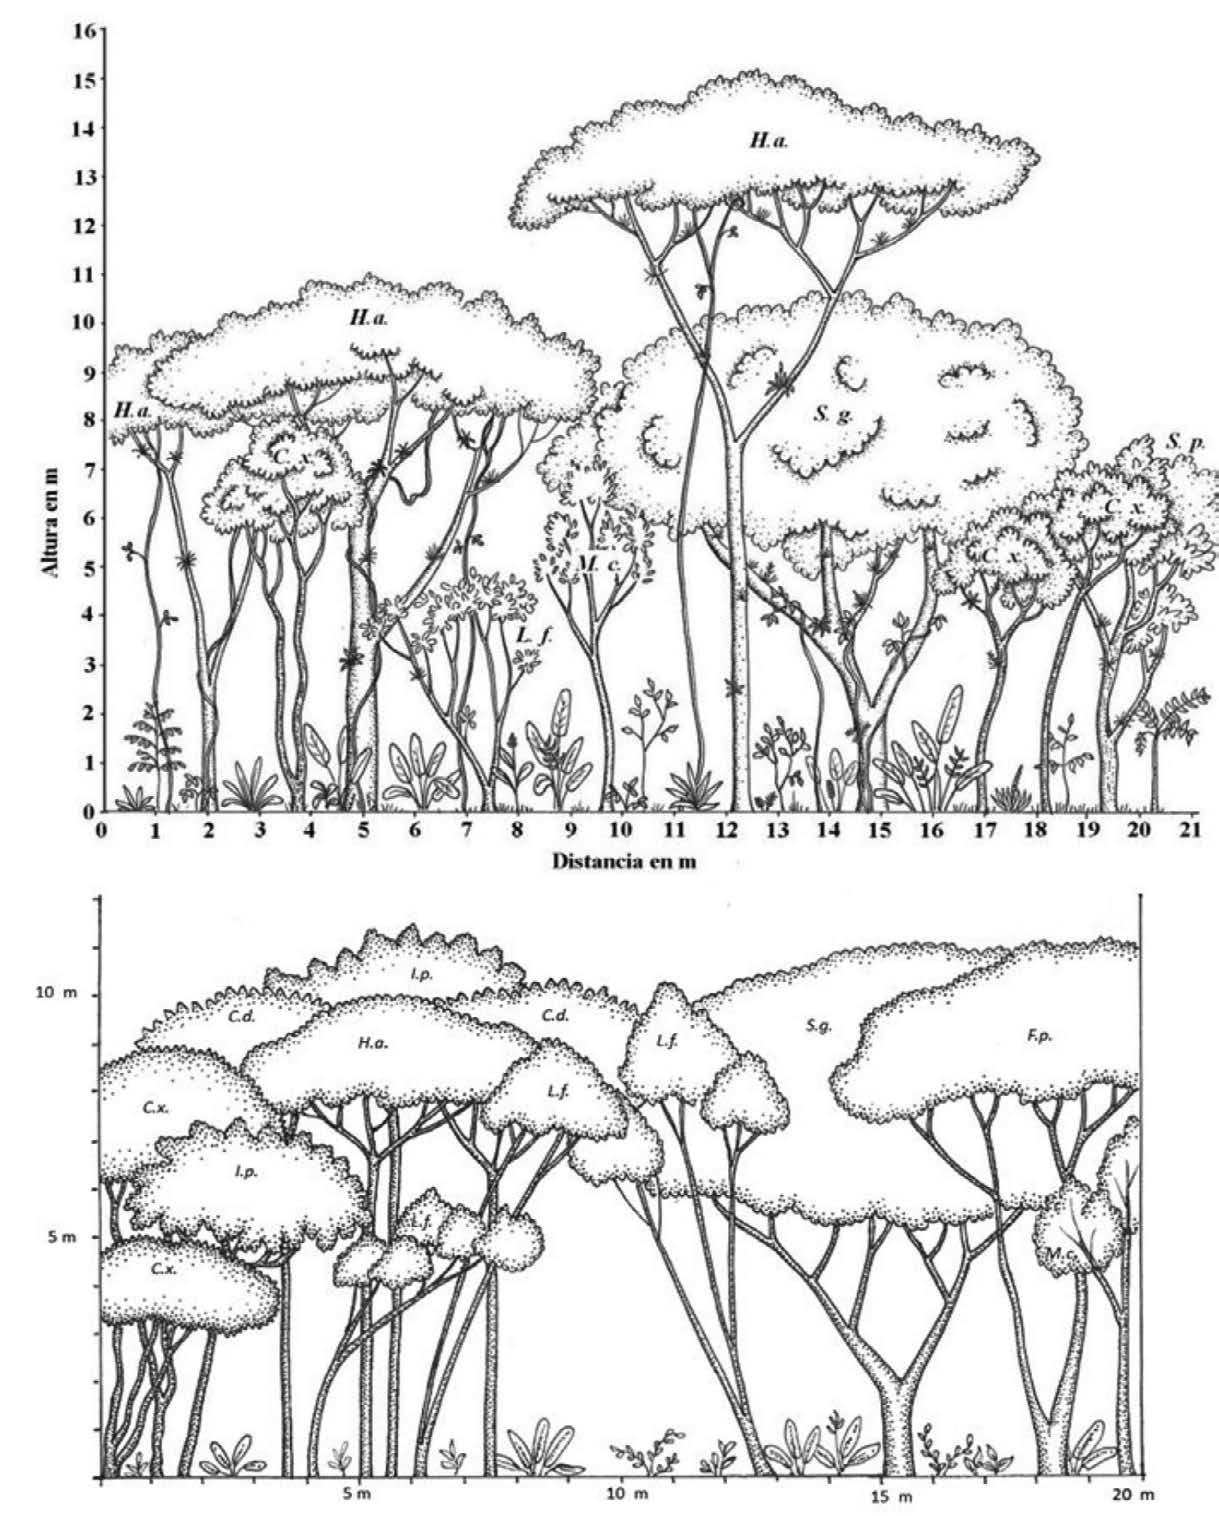 16
15
14
H. a.
13
12
11
H. a.
10
9
H. a.
S. g.
8
S. p.
C. x.
7
C. x.
6
M. c.
C. x.
5
4
L. f.
3
2
1
0
Altura en m
0 1 2 3 4 5 6 7 8 9 10 11 12 13 14 15 16 17 18 19 20 21
Distancia en m
I.p.
10 m
C.d.
C.d.
S.g.
H.a.
L.f.
F.p.
L.f.
C.x.
I.p.
L.f.
5 m
M.c.
C.x.
5 m 10 m 15 m 20 m